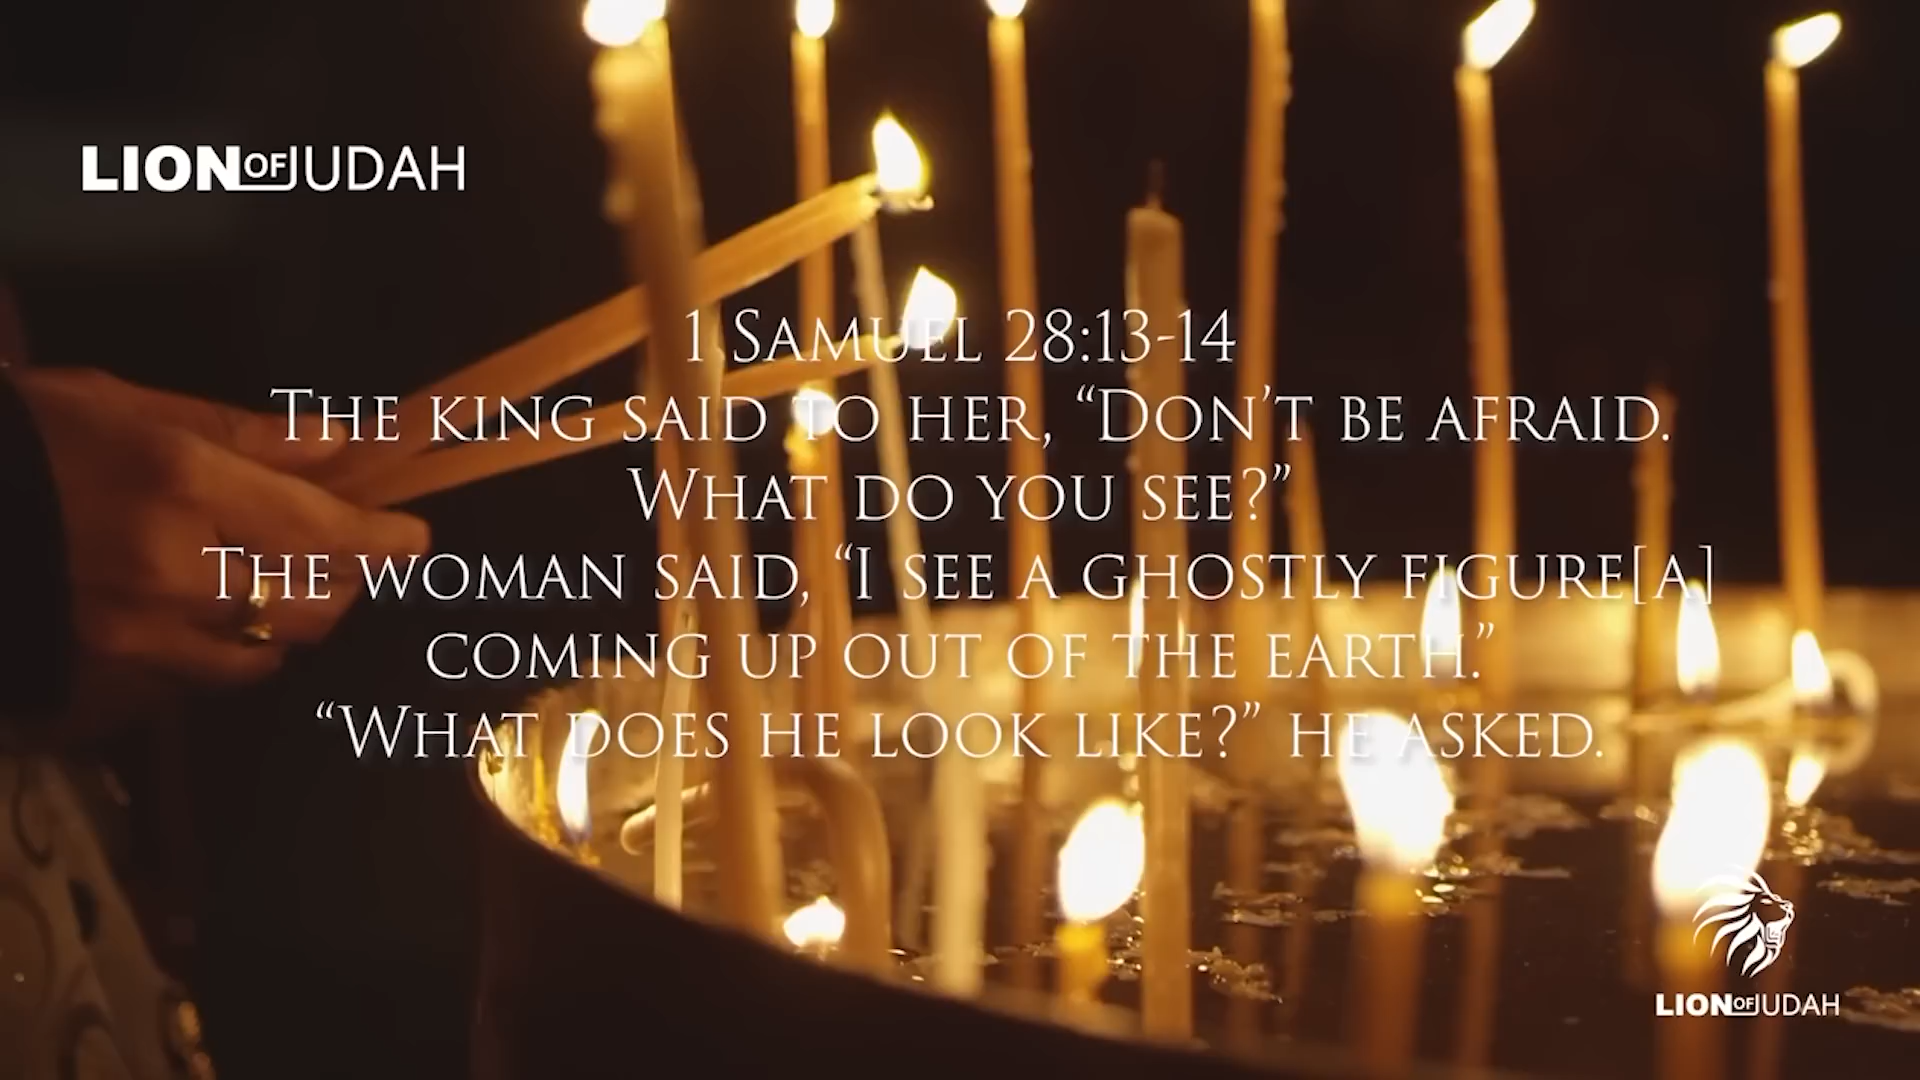 LION OF JUDAH
1 Samuel 28:13-14
The king said to her, “Don’t be afraid.
What do you see?”
The woman said, “I see a ghostly figure[a]
coming up out of the earth.”
“What does he look like?” he asked.
LION OF JUDAH